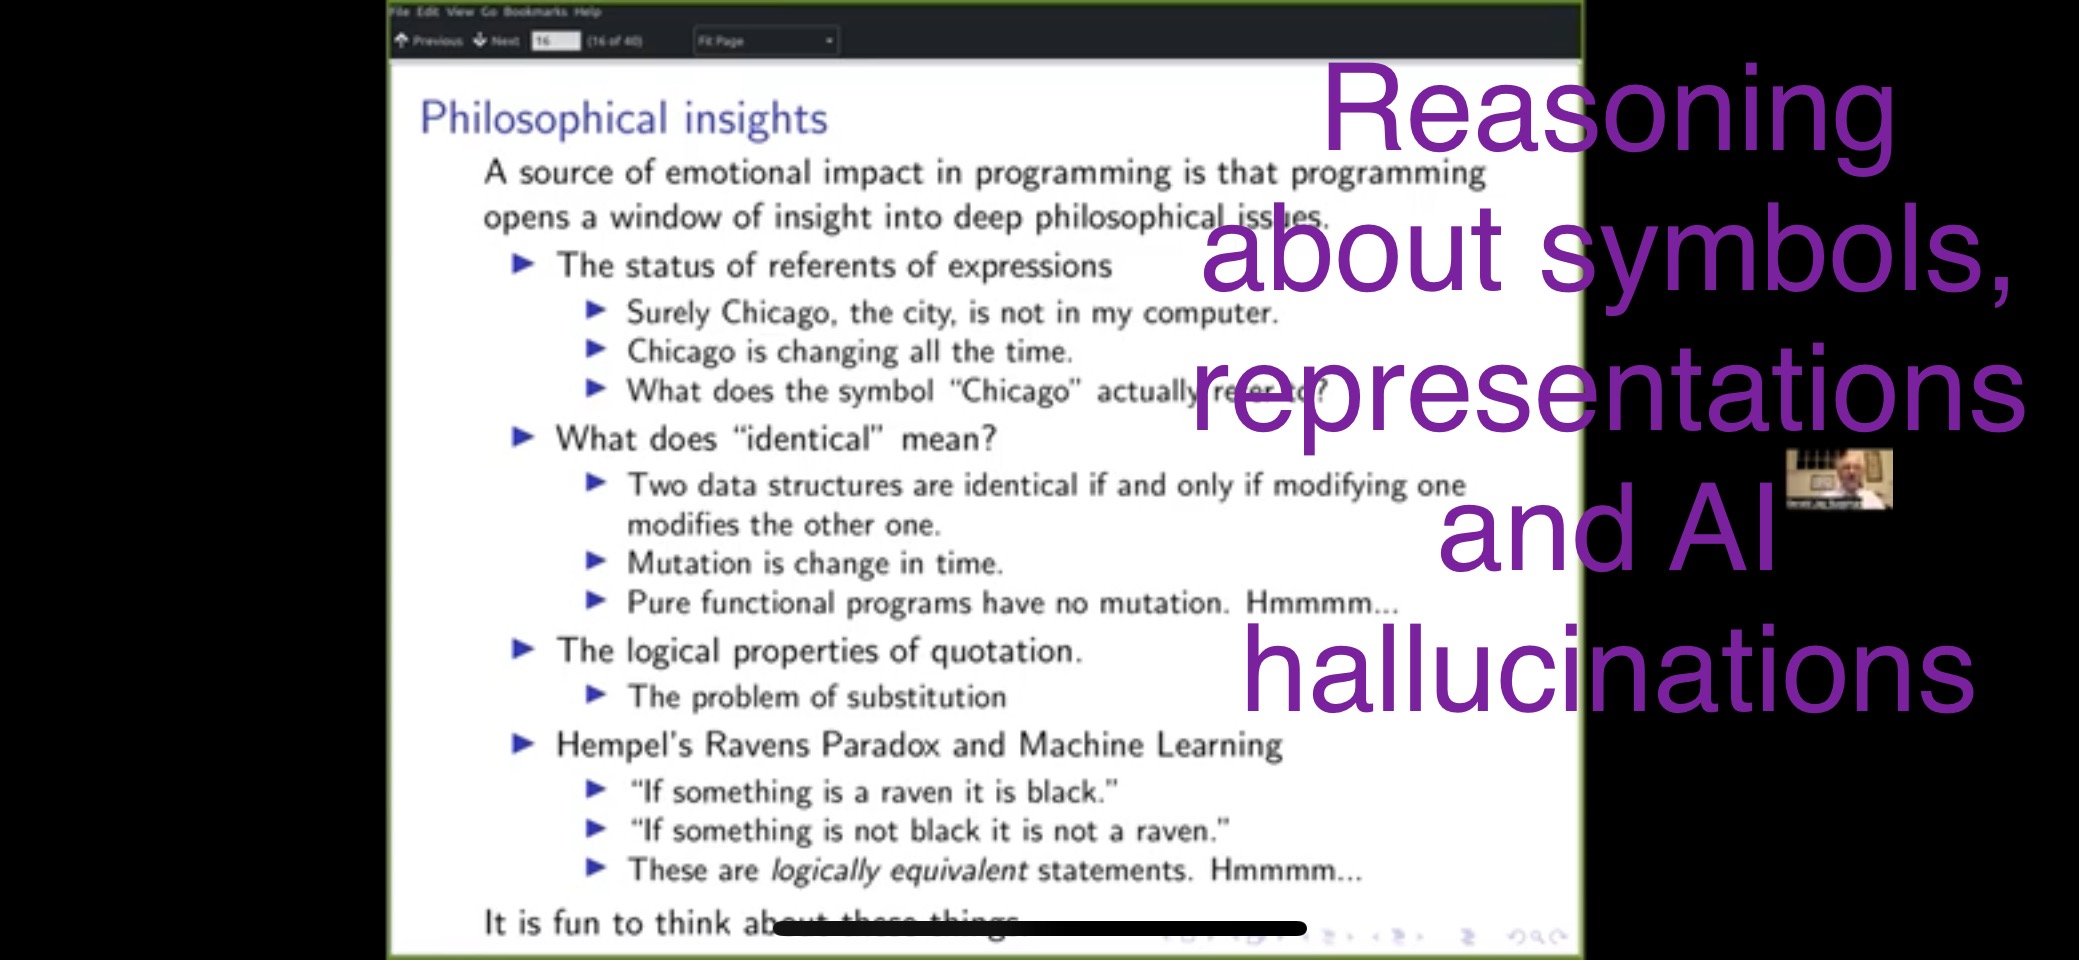 File Edit View Go Bookmarks Help
Previous Next 16 (16 of 40) Fit Page
Philosophical insights
A source of emotional impact in programming is that programming
opens a window of insight into deep philosophical issues.
▶ The status of referents of expressions
▶ Surely Chicago, the city, is not in my computer.
▶ Chicago is changing all the time.
▶ What does the symbol “Chicago” actually refer to?
▶ What does “identical” mean?
▶ Two data structures are identical if and only if modifying one
modifies the other one.
▶ Mutation is change in time.
▶ Pure functional programs have no mutation. Hmmmm...
▶ The logical properties of quotation.
▶ The problem of substitution
▶ Hempel's Ravens Paradox and Machine Learning
▶ “If something is a raven it is black.”
▶ “If something is not black it is not a raven.”
▶ These are logically equivalent statements. Hmmmm...
It is fun to think about these things
Reasoning
about symbols,
representations
and AI
hallucinations